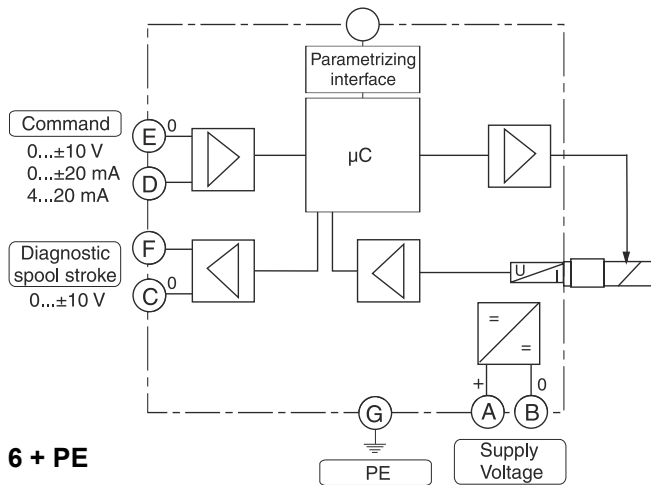 Parametrizing
interface
Command
E 0
0...±10 V
0...±20 mA
4...20 mA
D
µC
F
Diagnostic
spool stroke
0...±10 V
C 0
U
I
=
=
+
0
A
B
G
6 + PE
PE
Supply
Voltage